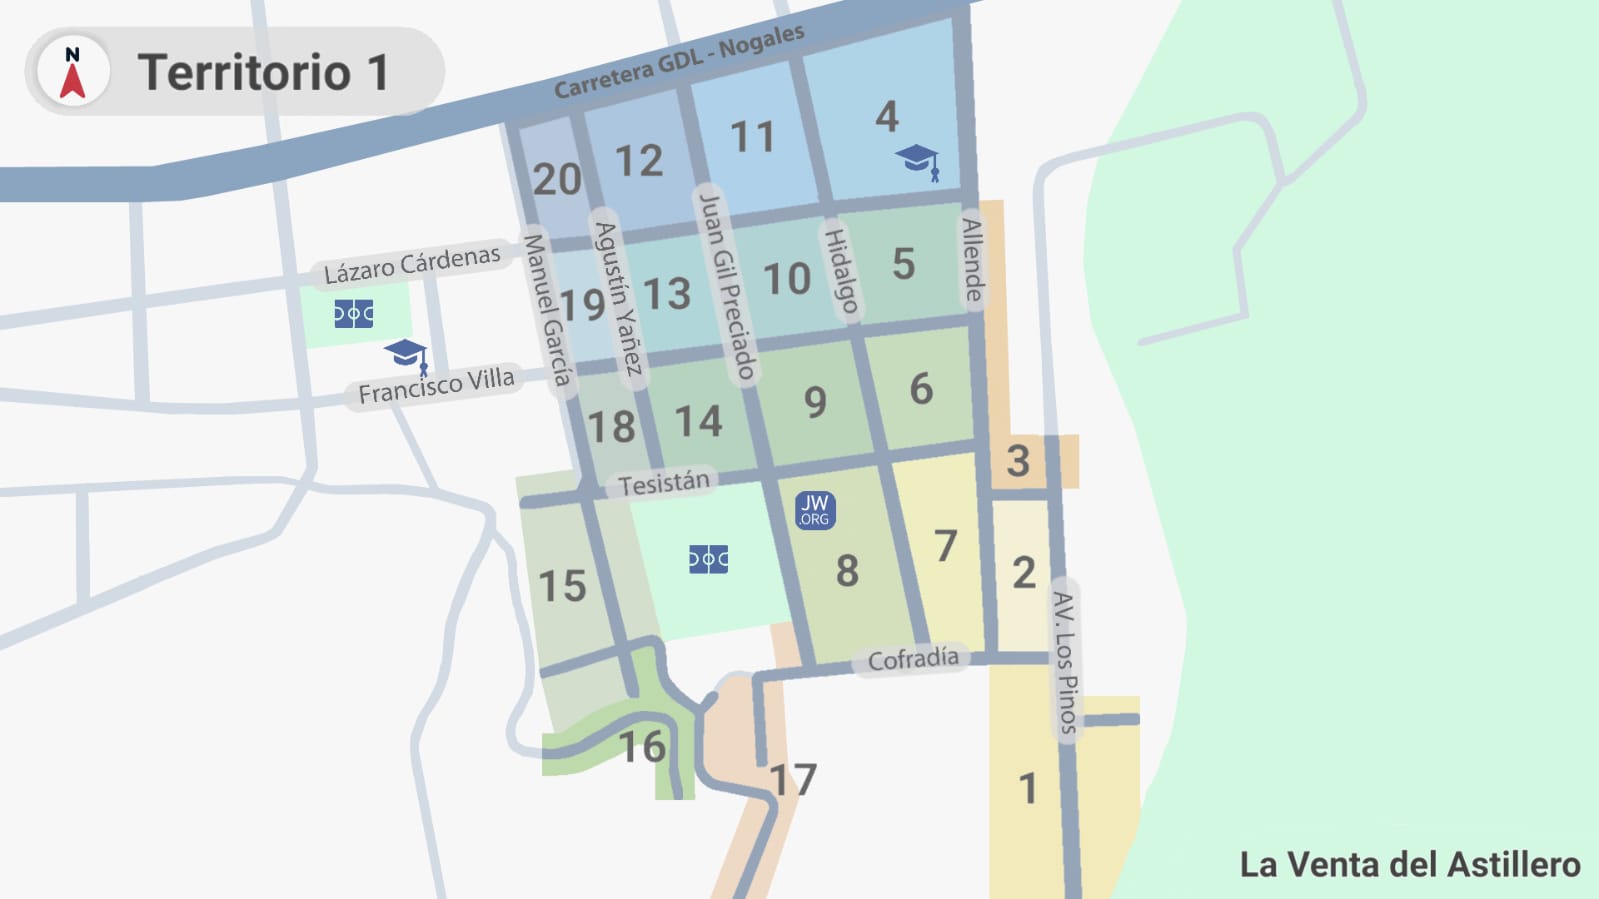 N
Territorio 1
Carretera GDL - Nogales
4
11
12
20
Lázaro Cárdenas
Manuel García
Agustín Yañez
Juan Gil Preciado
Hidalgo
Allende
19
13
10
5
Francisco Villa
18
14
9
6
3
Tesistán
JW
.ORG
15
8
7
2
AV. Los Pinos
Cofradía
16
17
1
La Venta del Astillero